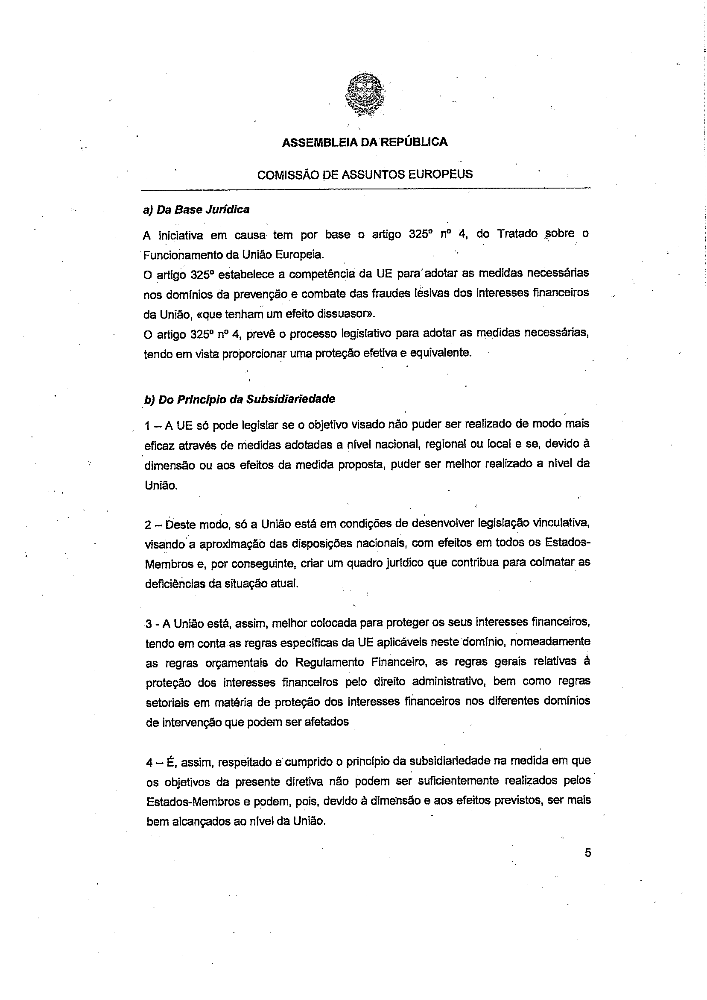 ASSEMBLEIA DA REPÚBLICA
COMISSÃO DE ASSUNTOS EUROPEUS
a) Da Base Jurídica
A iniciativa em causa tem por base o artigo 325º nº 4, do Tratado sobre o
Funcionamento da União Europeia.
O artigo 325º estabelece a competência da UE para adotar as medidas necessárias
nos domínios da prevenção e combate das fraudes lesivas dos interesses financeiros
da União, «que tenham um efeito dissuasor».
O artigo 325º nº 4, prevê o processo legislativo para adotar as medidas necessárias,
tendo em vista proporcionar uma proteção efetiva e equivalente.
b) Do Princípio da Subsidiariedade
1 – A UE só pode legislar se o objetivo visado não puder ser realizado de modo mais
eficaz através de medidas adotadas a nível nacional, regional ou local e se, devido à
dimensão ou aos efeitos da medida proposta, puder ser melhor realizado a nível da
União.
2 – Deste modo, só a União está em condições de desenvolver legislação vinculativa,
visando a aproximação das disposições nacionais, com efeitos em todos os Estados-
Membros e, por conseguinte, criar um quadro jurídico que contribua para colmatar as
deficiências da situação atual.
3 - A União está, assim, melhor colocada para proteger os seus interesses financeiros,
tendo em conta as regras específicas da UE aplicáveis neste domínio, nomeadamente
as regras orçamentais do Regulamento Financeiro, as regras gerais relativas à
proteção dos interesses financeiros pelo direito administrativo, bem como regras
setoriais em matéria de proteção dos interesses financeiros nos diferentes domínios
de intervenção que podem ser afetados
4 – É, assim, respeitado e cumprido o princípio da subsidiariedade na medida em que
os objetivos da presente diretiva não podem ser suficientemente realizados pelos
Estados-Membros e podem, pois, devido à dimensão e aos efeitos previstos, ser mais
bem alcançados ao nível da União.
5